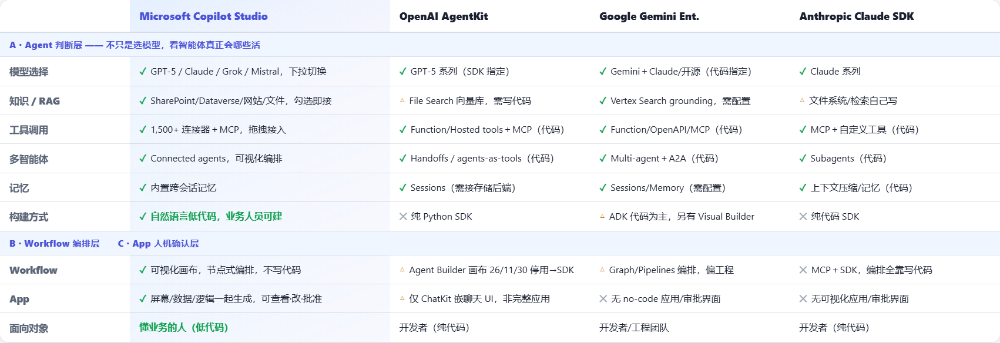 Microsoft Copilot Studio OpenAI AgentKit Google Gemini Ent. Anthropic Claude SDK
A · Agent 判断层 —— 不只是选模型，看智能体真正会哪些活
模型选择 ✓ GPT-5 / Claude / Grok / Mistral，下拉切换 ✓ GPT-5 系列（SDK 指定） ✓ Gemini + Claude/开源（代码指定） ✓ Claude 系列
知识 / RAG ✓ SharePoint/Dataverse/网站/文件，勾选即接 △ File Search 向量库，需写代码 ✓ Vertex Search grounding，需配置 △ 文件系统/检索自己写
工具调用 ✓ 1,500+ 连接器 + MCP，拖拽接入 ✓ Function/Hosted tools + MCP（代码） ✓ Function/OpenAPI/MCP（代码） ✓ MCP + 自定义工具（代码）
多智能体 ✓ Connected agents，可视化编排 ✓ Handoffs / agents-as-tools（代码） ✓ Multi-agent + A2A（代码） ✓ Subagents（代码）
记忆 ✓ 内置跨会话记忆 ✓ Sessions（需接存储后端） ✓ Sessions/Memory（需配置） ✓ 上下文压缩/记忆（代码）
构建方式 ✓ 自然语言低代码，业务人员可建 ✕ 纯 Python SDK △ ADK 代码为主，另有 Visual Builder ✕ 纯代码 SDK
B · Workflow 编排层 C · App 人机确认层
Workflow ✓ 可视化画布，节点式编排，不写代码 △ Agent Builder 画布 26/11/30 停用→SDK △ Graph/Pipelines 编排，偏工程 ✕ MCP + SDK，编排全靠写代码
App ✓ 屏幕/数据/逻辑一起生成，可查看·改·批准 △ 仅 ChatKit 嵌聊天 UI，非完整应用 ✕ 无 no-code 应用/审批界面 ✕ 无可视化应用/审批界面
面向对象 懂业务的人（低代码） 开发者（纯代码） 开发者/工程团队 开发者（纯代码）